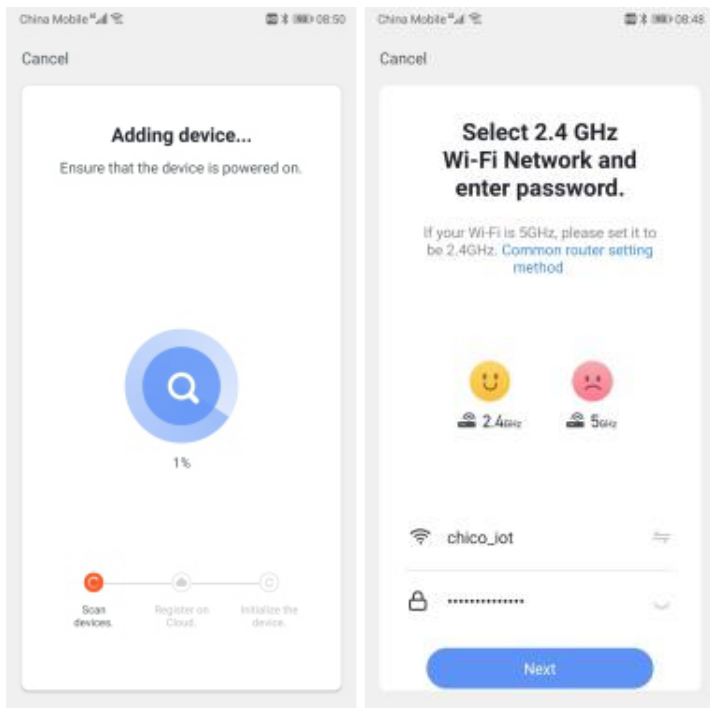 China Mobile
08:50
Cancel
Adding device...
Ensure that the device is powered on.
1%
Scan
devices.
Register on
Cloud.
Initialize the
device.
China Mobile
08:48
Cancel
Select 2.4 GHz
Wi-Fi Network and
enter password.
If your Wi-Fi is 5GHz, please set it to
be 2.4GHz. Common router setting
method
2.4GHz
5GHz
chico_iot
••••••••••••••
Next